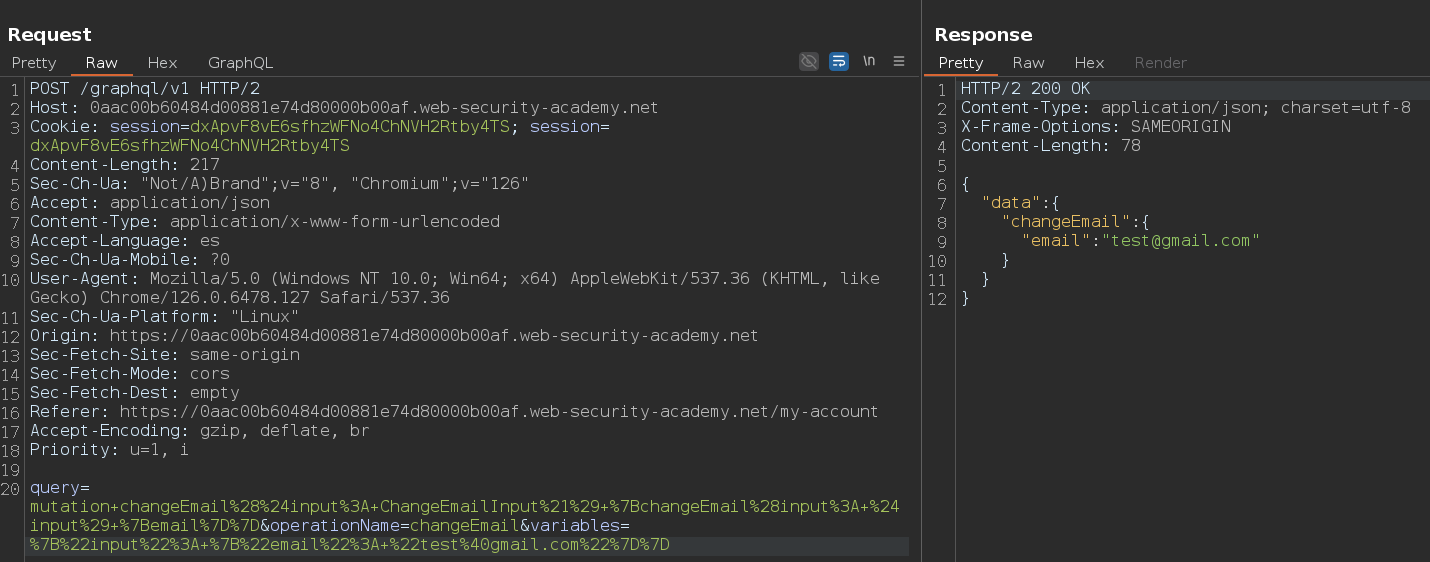 Request
Pretty Raw Hex GraphQL \n
1 POST /graphql/v1 HTTP/2
2 Host: 0aac00b60484d00881e74d80000b00af.web-security-academy.net
3 Cookie: session=dxApvF8vE6sfhzWFNo4ChNVH2Rtby4TS; session=
dxApvF8vE6sfhzWFNo4ChNVH2Rtby4TS
4 Content-Length: 217
5 Sec-Ch-Ua: "Not/A)Brand";v="8", "Chromium";v="126"
6 Accept: application/json
7 Content-Type: application/x-www-form-urlencoded
8 Accept-Language: es
9 Sec-Ch-Ua-Mobile: ?0
10 User-Agent: Mozilla/5.0 (Windows NT 10.0; Win64; x64) AppleWebKit/537.36 (KHTML, like
Gecko) Chrome/126.0.6478.127 Safari/537.36
11 Sec-Ch-Ua-Platform: "Linux"
12 Origin: https://0aac00b60484d00881e74d80000b00af.web-security-academy.net
13 Sec-Fetch-Site: same-origin
14 Sec-Fetch-Mode: cors
15 Sec-Fetch-Dest: empty
16 Referer: https://0aac00b60484d00881e74d80000b00af.web-security-academy.net/my-account
17 Accept-Encoding: gzip, deflate, br
18 Priority: u=1, i
19
20 query=
mutation+changeEmail%28%24input%3A+ChangeEmailInput%21%29+%7BchangeEmail%28input%3A+%24
input%29+%7Bemail%7D%7D&operationName=changeEmail&variables=
%7B%22input%22%3A+%7B%22email%22%3A+%22test%40gmail.com%22%7D%7D
Response
Pretty Raw Hex Render
1 HTTP/2 200 OK
2 Content-Type: application/json; charset=utf-8
3 X-Frame-Options: SAMEORIGIN
4 Content-Length: 78
5
6 {
7 "data":{
8 "changeEmail":{
9 "email":"test@gmail.com"
10 }
11 }
12 }